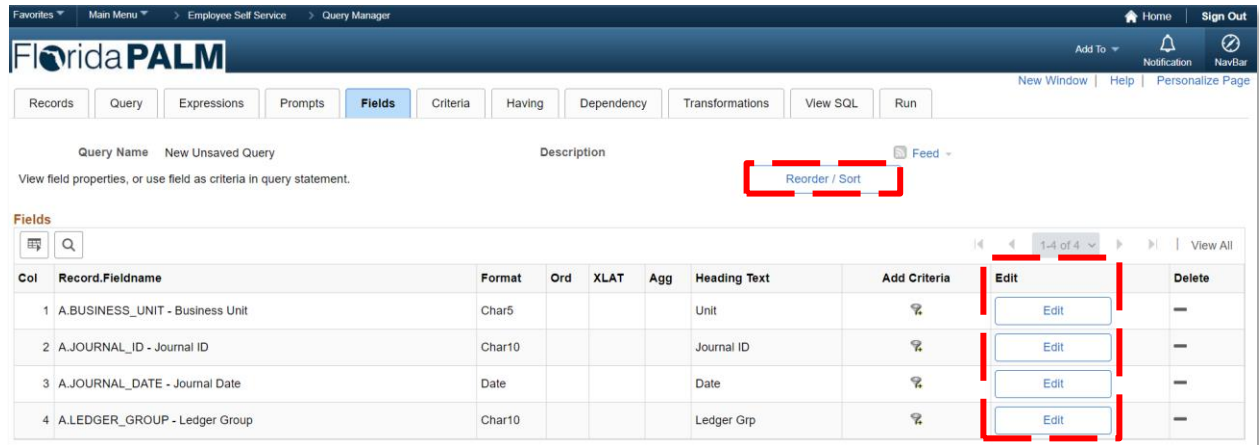 Favorites Main Menu > Employee Self Service > Query Manager Home Sign Out
Florida PALM Add To Notification NavBar
New Window | Help | Personalize Page
Records Query Expressions Prompts Fields Criteria Having Dependency Transformations View SQL Run
Query Name New Unsaved Query Description Feed
View field properties, or use field as criteria in query statement. Reorder / Sort
Fields
1-4 of 4 | View All
Col Record.Fieldname Format Ord XLAT Agg Heading Text Add Criteria Edit Delete
1 A.BUSINESS_UNIT - Business Unit Char5 Unit Edit
2 A.JOURNAL_ID - Journal ID Char10 Journal ID Edit
3 A.JOURNAL_DATE - Journal Date Date Date Edit
4 A.LEDGER_GROUP - Ledger Group Char10 Ledger Grp Edit